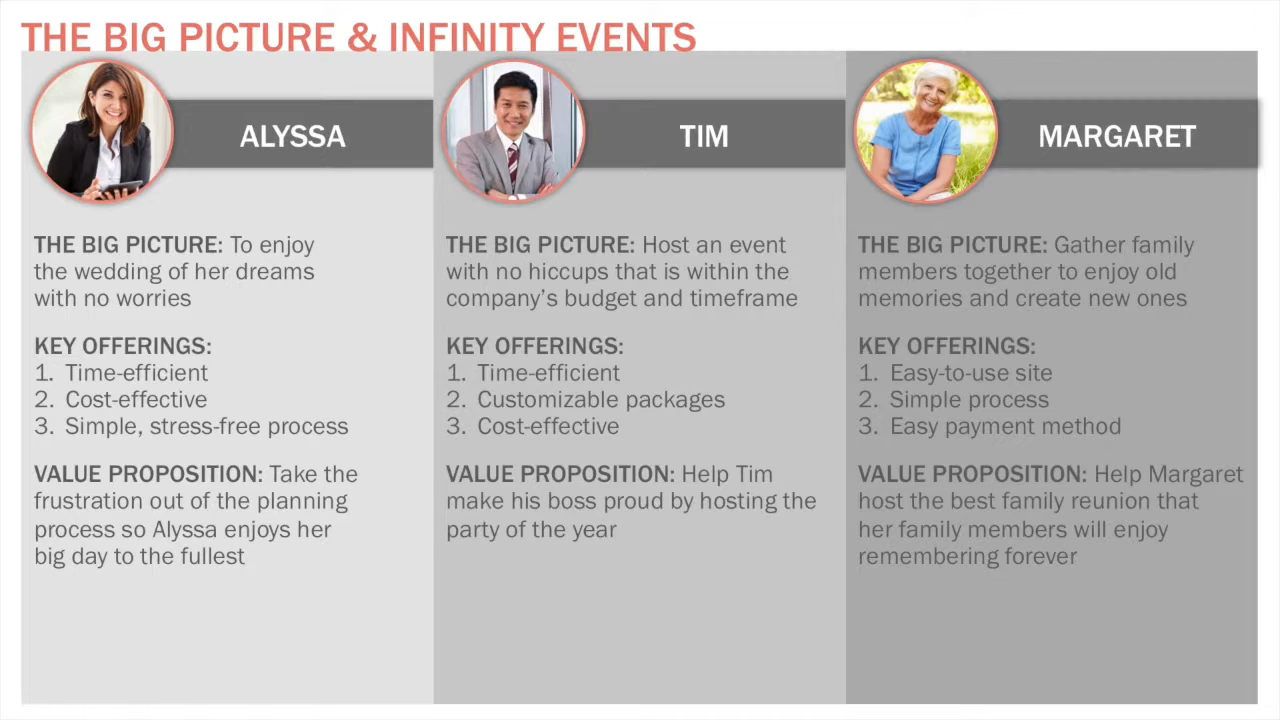 THE BIG PICTURE & INFINITY EVENTS
ALYSSA
THE BIG PICTURE: To enjoy
the wedding of her dreams
with no worries
KEY OFFERINGS:
1. Time-efficient
2. Cost-effective
3. Simple, stress-free process
VALUE PROPOSITION: Take the
frustration out of the planning
process so Alyssa enjoys her
big day to the fullest
TIM
THE BIG PICTURE: Host an event
with no hiccups that is within the
company’s budget and timeframe
KEY OFFERINGS:
1. Time-efficient
2. Customizable packages
3. Cost-effective
VALUE PROPOSITION: Help Tim
make his boss proud by hosting the
party of the year
MARGARET
THE BIG PICTURE: Gather family
members together to enjoy old
memories and create new ones
KEY OFFERINGS:
1. Easy-to-use site
2. Simple process
3. Easy payment method
VALUE PROPOSITION: Help Margaret
host the best family reunion that
her family members will enjoy
remembering forever